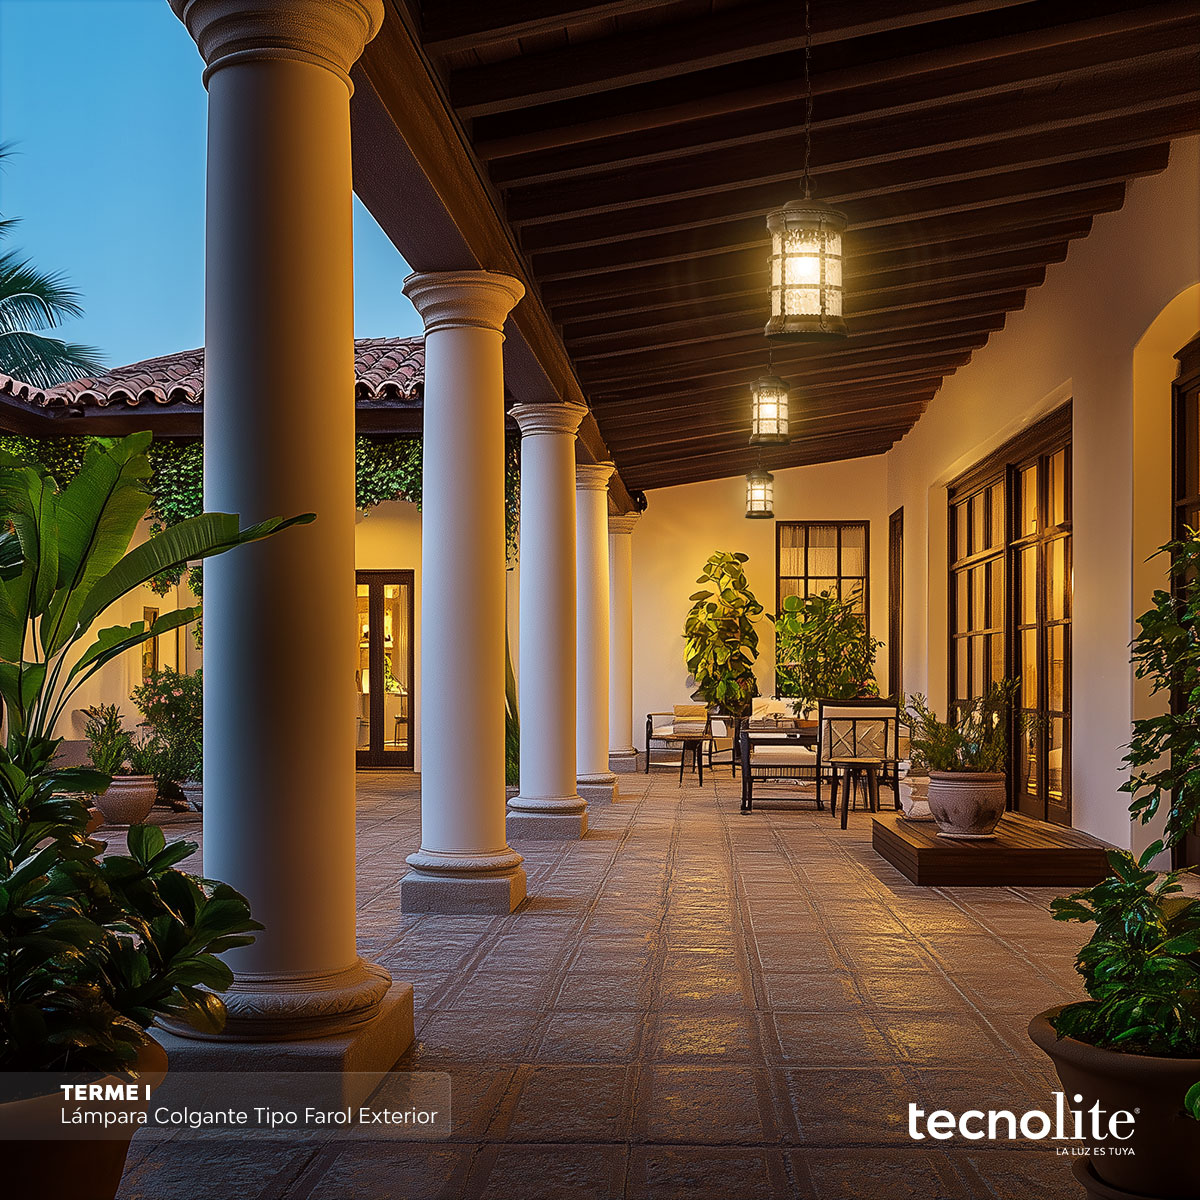 TERME I
Lámpara Colgante Tipo Farol Exterior
tecnolite®
LA LUZ ES TUYA